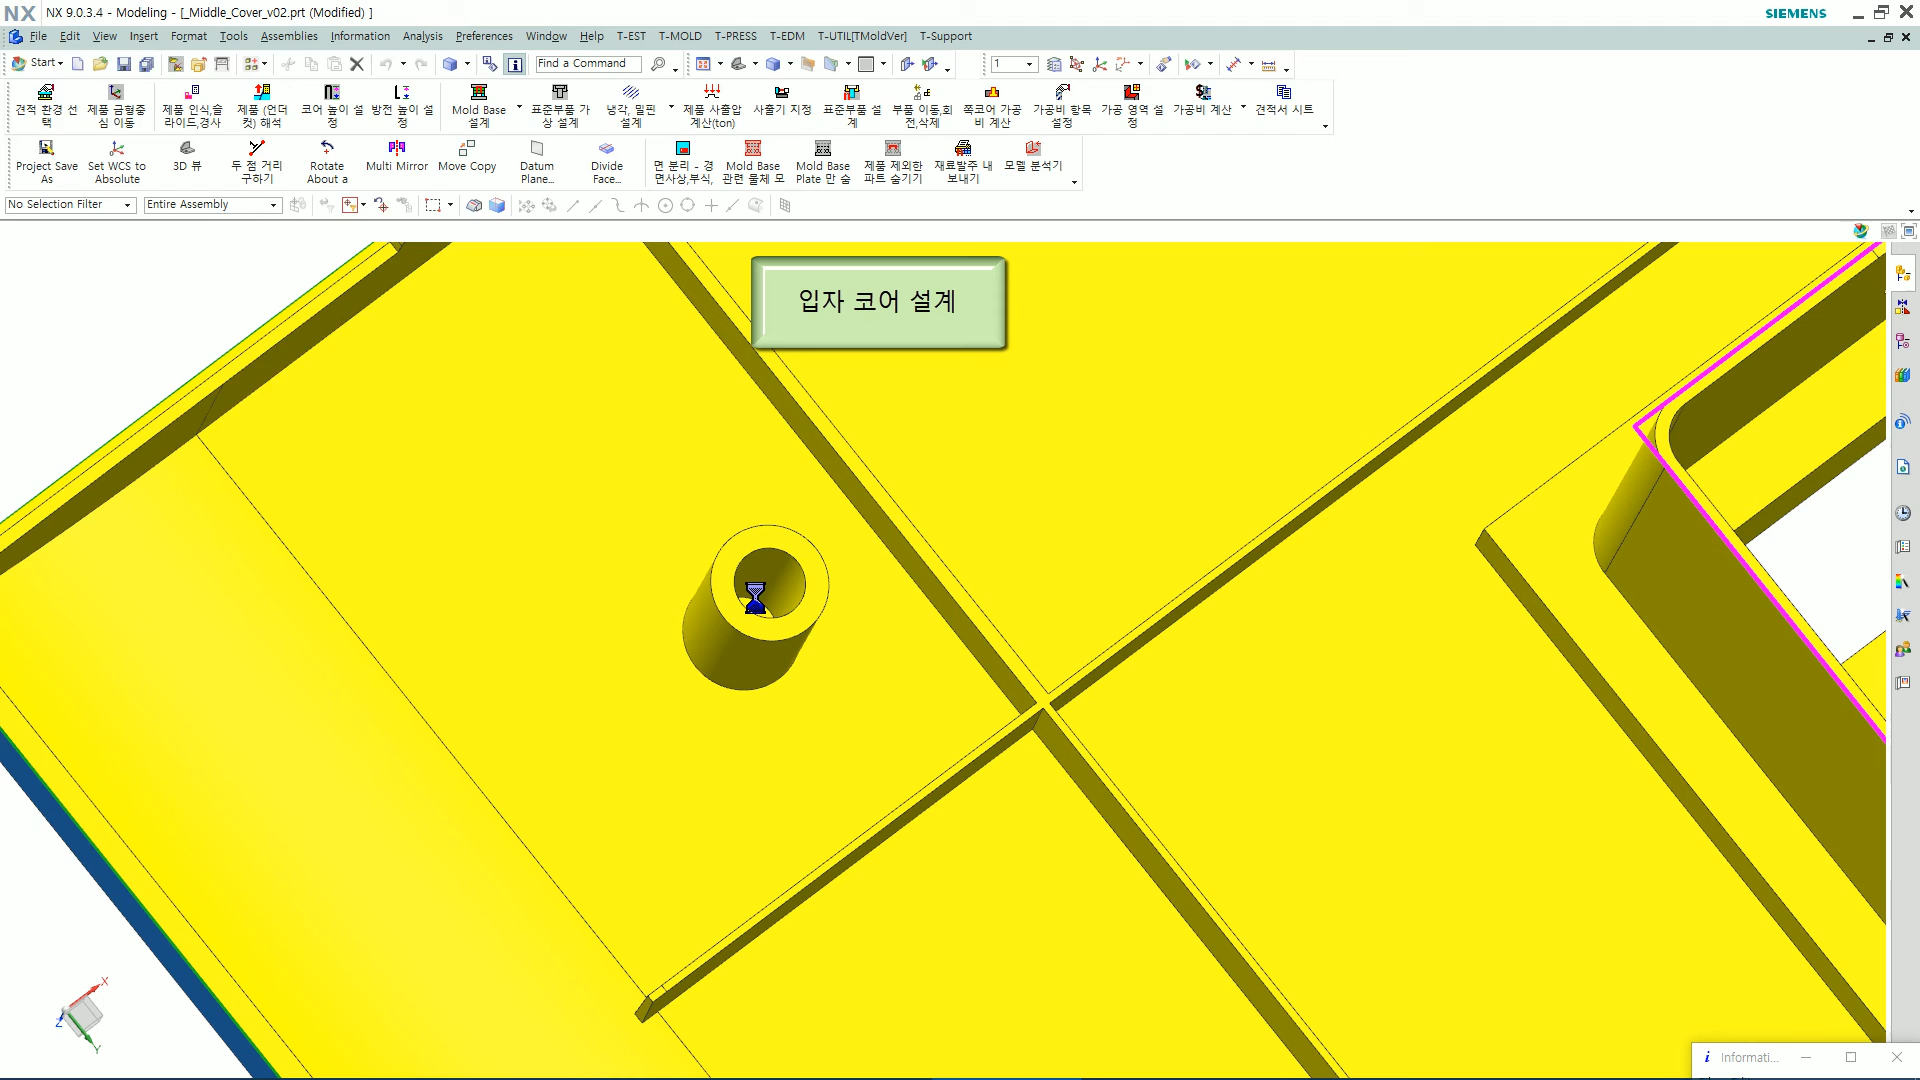 NX NX 9.0.3.4 - Modeling - [_Middle_Cover_v02.prt (Modified) ] SIEMENS
File Edit View Insert Format Tools Assemblies Information Analysis Preferences Window Help T-EST T-MOLD T-PRESS T-EDM T-UTIL[TMoldVer] T-Support
Start Find a Command 1
견적 환경 선 제품 금형중 제품 인식,슬 제품 (언더 코어 높이 설 방전 높이 설 Mold Base 표준부품 가 냉각, 밀핀 제품 사출압 사출기 지정 표준부품 설 부품 이동,회 쪽코어 가공 가공비 항목 가공 영역 설 가공비 계산 견적서 시트
택 심 이동 라이드,경사 컷) 해석 정 정 설계 상 설계 설계 계산(ton) 계 전,삭제 비 계산 설정 정
Project Save Set WCS to 3D 뷰 두 점 거리 Rotate Multi Mirror Move Copy Datum Divide 면 분리 - 경 Mold Base Mold Base 제품 제외한 재료발주 내 모델 분석기
As Absolute 구하기 About a Plane... Face... 면사상,부식, 관련 물체 모 Plate 만 숨 파트 숨기기 보내기
No Selection Filter Entire Assembly
입자 코어 설계
X
Z
Y
i Informati...